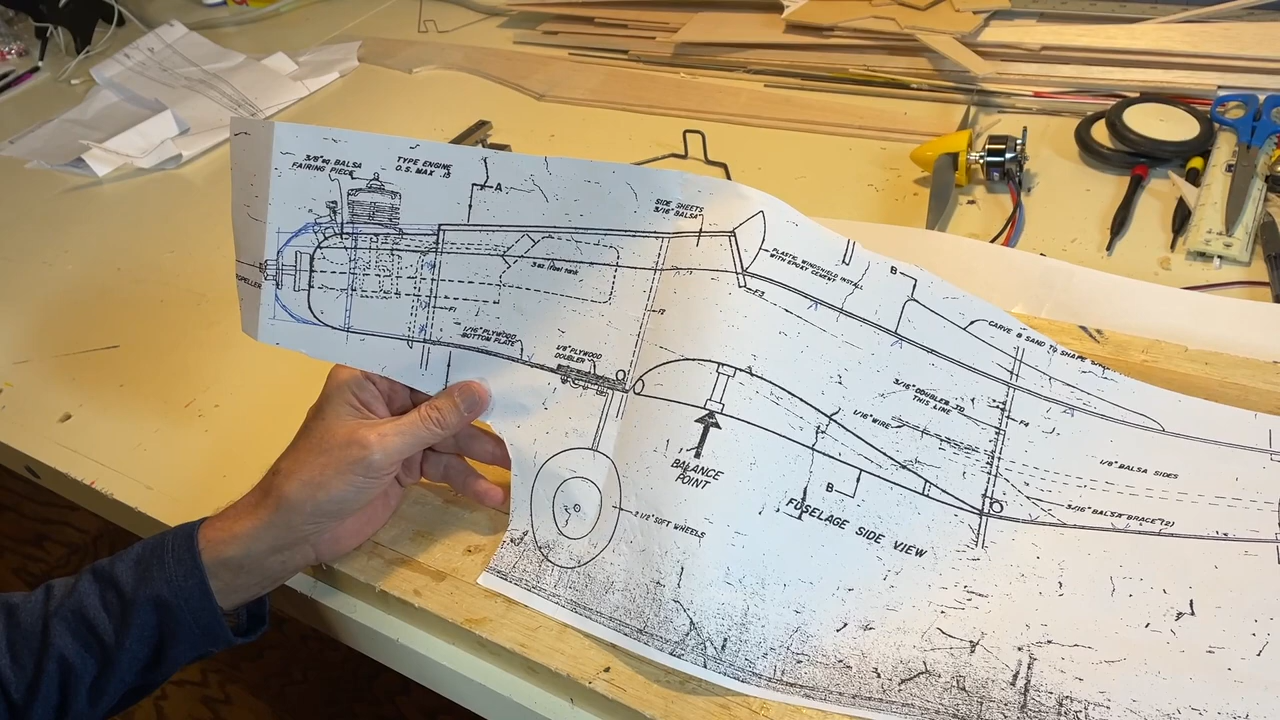 3/8" sq. BALSA
FAIRING PIECE
TYPE ENGINE
O.S. MAX .15
A
SIDE SHEETS
3/16" BALSA
PLASTIC WINDSHIELD INSTALL
WITH EPOXY CEMENT
B
3 oz. fuel tank
F1
F2
F3
CARVE & SAND TO SHAPE
1/16" PLYWOOD
BOTTOM PLATE
1/8" PLYWOOD
DOUBLER
3/16" DOUBLER TO
THIS LINE
F4
1/16" WIRE
BALANCE
POINT
1/8" BALSA SIDES
B
3/16" BALSA BRACE (2)
FUSELAGE SIDE VIEW
2 1/2" SOFT WHEELS